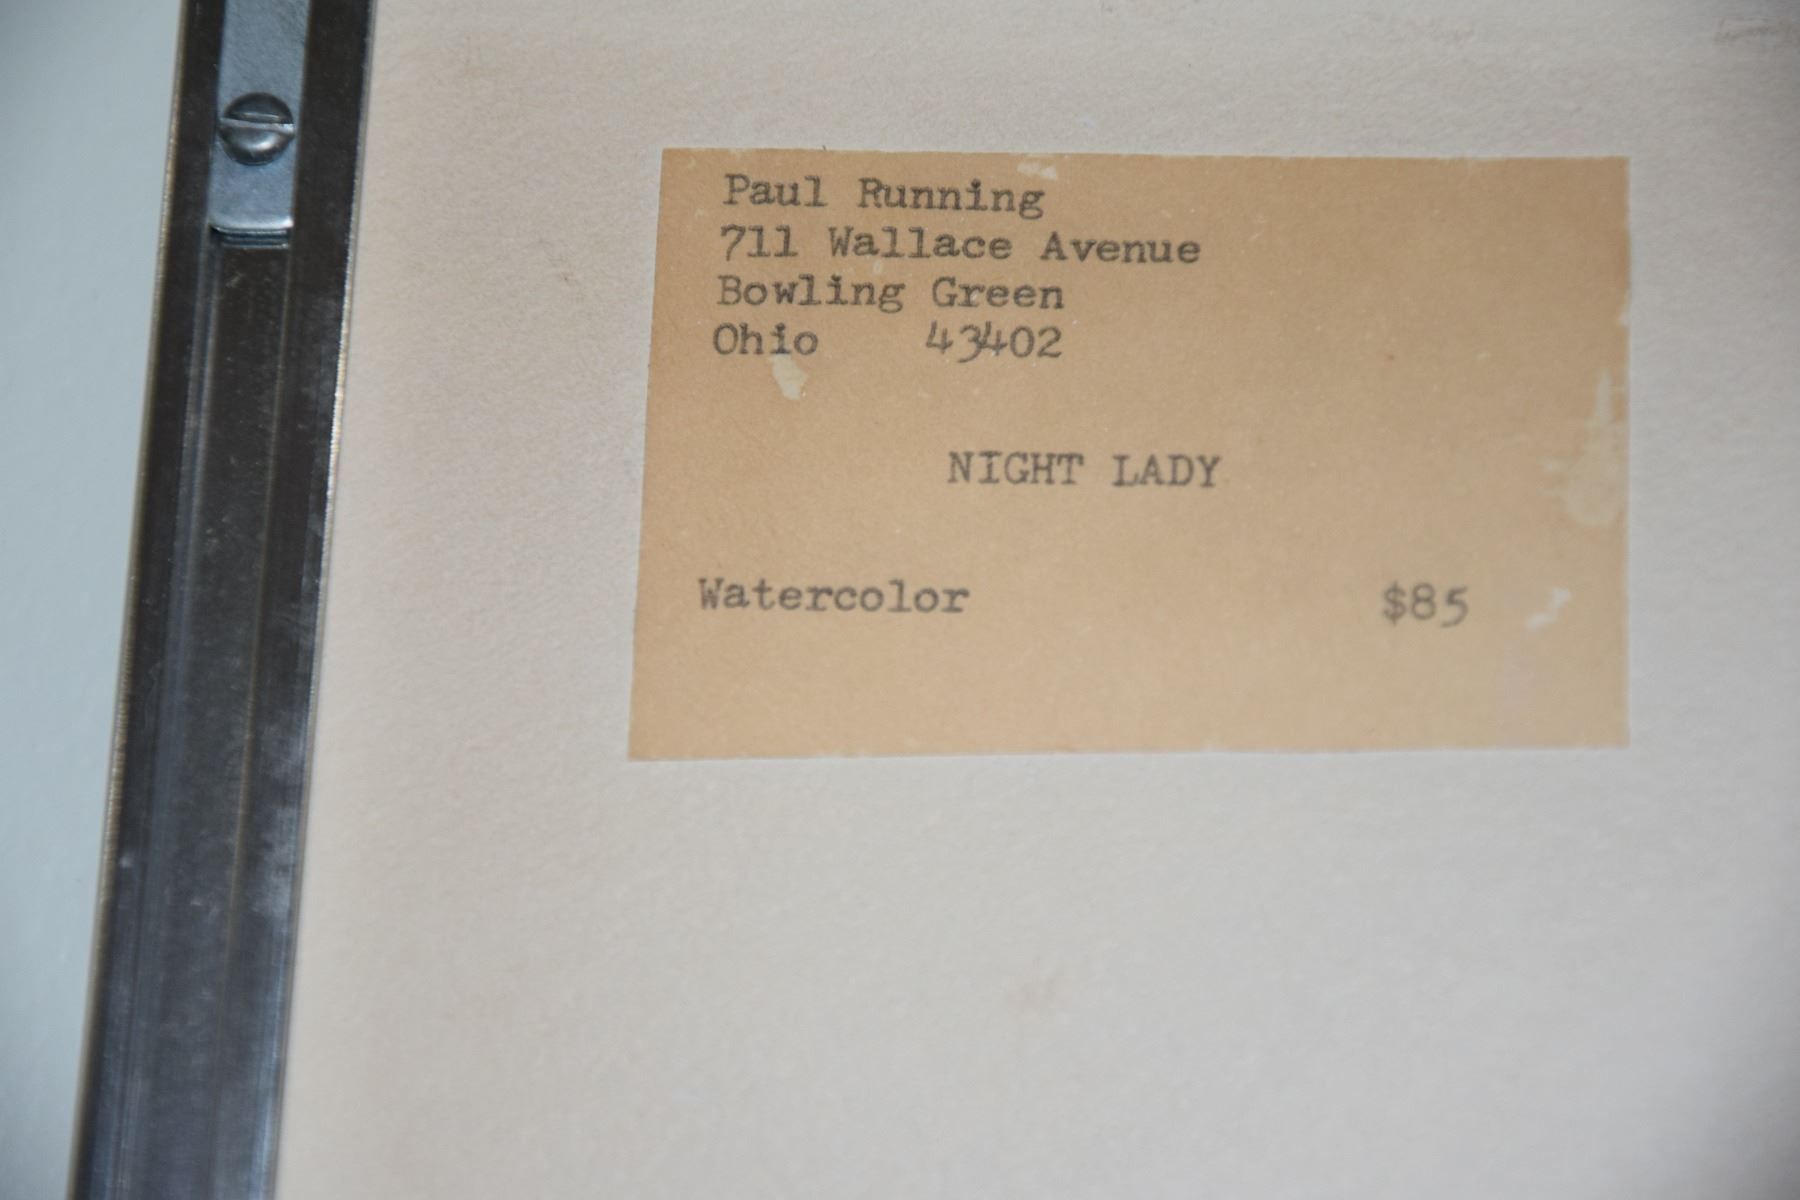 Paul Running
711 Wallace Avenue
Bowling Green
Ohio 43402
NIGHT LADY
Watercolor $85